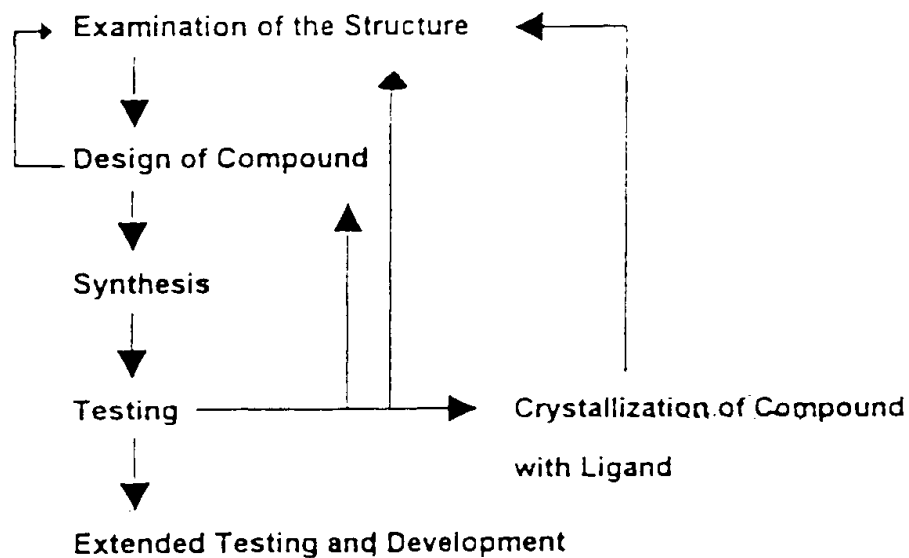 Examination of the Structure
Design of Compound
Synthesis
Testing
Crystallization of Compound
with Ligand
Extended Testing and Development